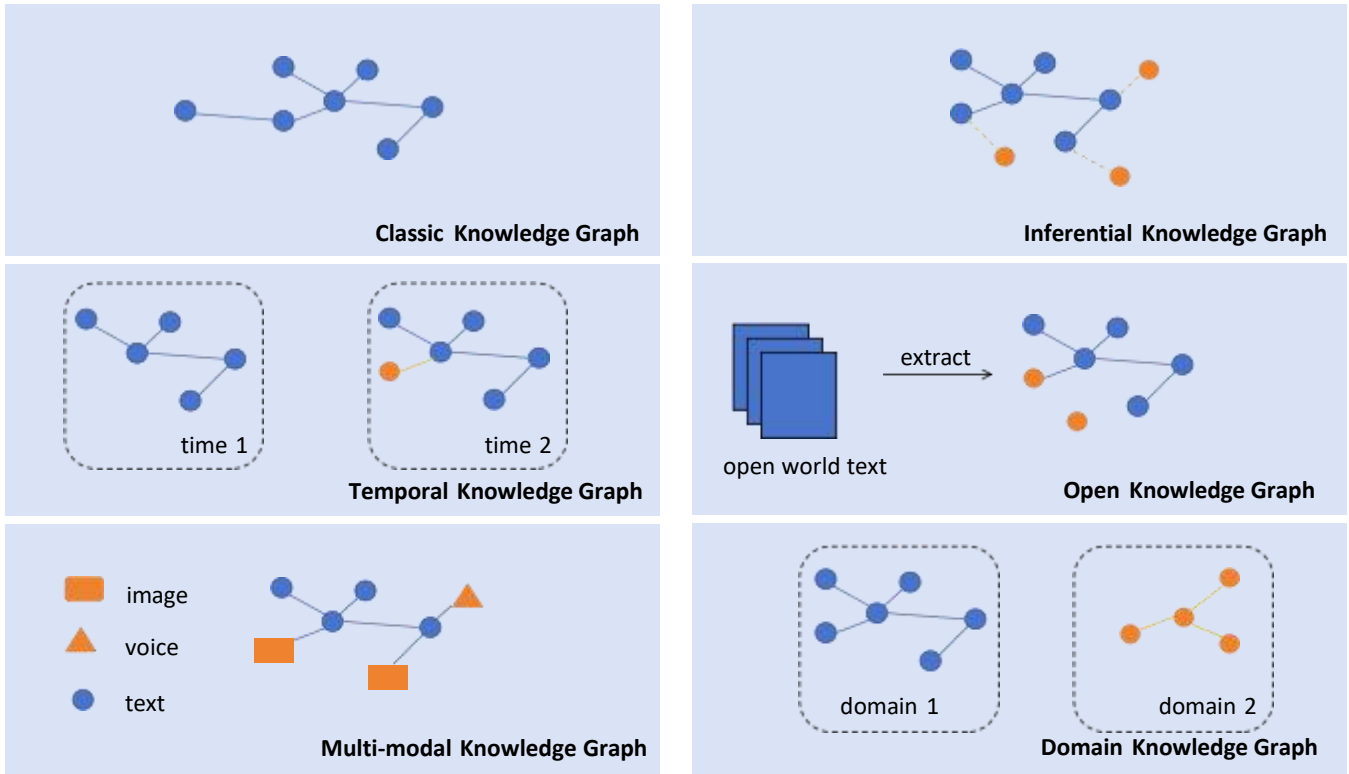 Classic Knowledge Graph
Inferential Knowledge Graph
time 1
time 2
Temporal Knowledge Graph
extract
open world text
Open Knowledge Graph
image
voice
text
Multi-modal Knowledge Graph
domain 1
domain 2
Domain Knowledge Graph